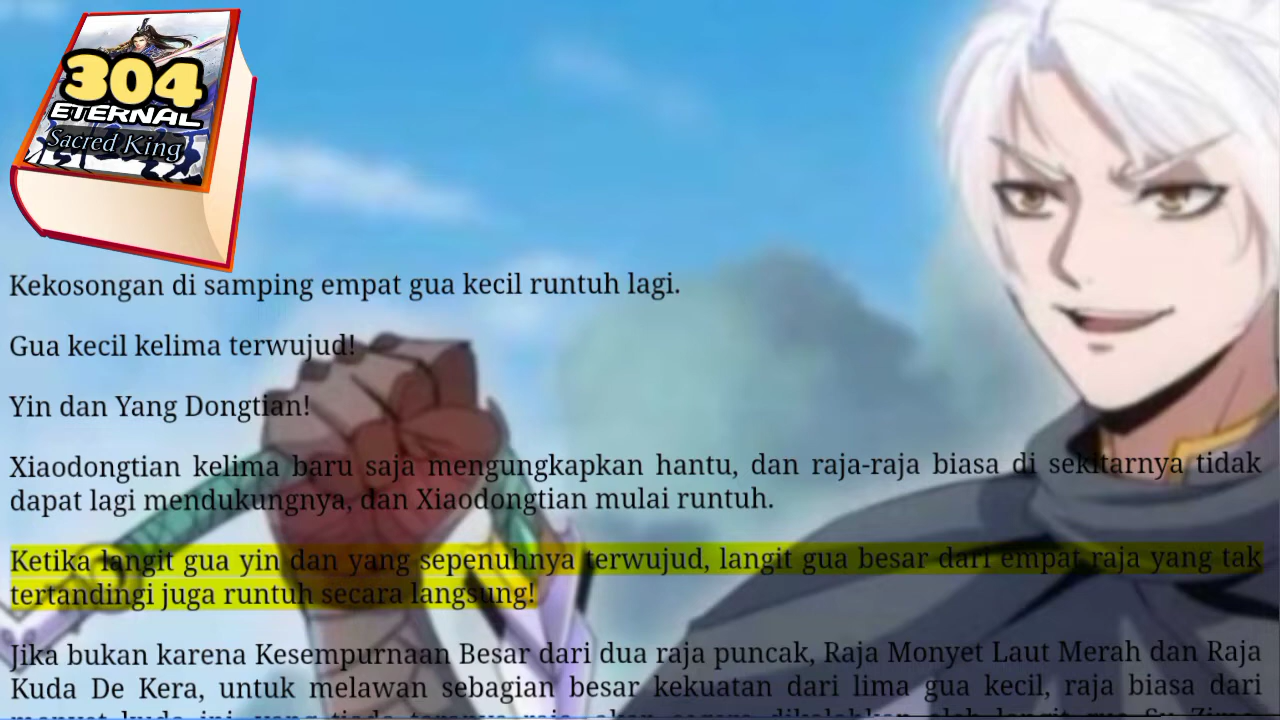 304
ETERNAL
Sacred King
Kekosongan di samping empat gua kecil runtuh lagi.
Gua kecil kelima terwujud!
Yin dan Yang Dongtian!
Xiaodongtian kelima baru saja mengungkapkan hantu, dan raja-raja biasa di sekitarnya tidak
dapat lagi mendukungnya, dan Xiaodongtian mulai runtuh.
Ketika langit gua yin dan yang sepenuhnya terwujud, langit gua besar dari empat raja yang tak
tertandingi juga runtuh secara langsung!
Jika bukan karena Kesempurnaan Besar dari dua raja puncak, Raja Monyet Laut Merah dan Raja
Kuda De Kera, untuk melawan sebagian besar kekuatan dari lima gua kecil, raja biasa dari